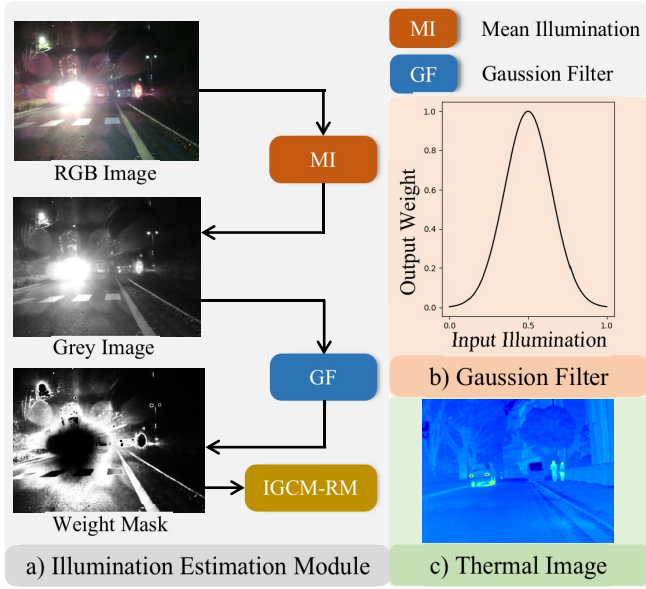 MI Mean Illumination
GF Gaussion Filter
RGB Image
MI
Grey Image
GF
Weight Mask
IGCM-RM
a) Illumination Estimation Module
Output Weight
1.0
0.8
0.6
0.4
0.2
0.0
0.0 0.5 1.0
Input Illumination
b) Gaussion Filter
c) Thermal Image